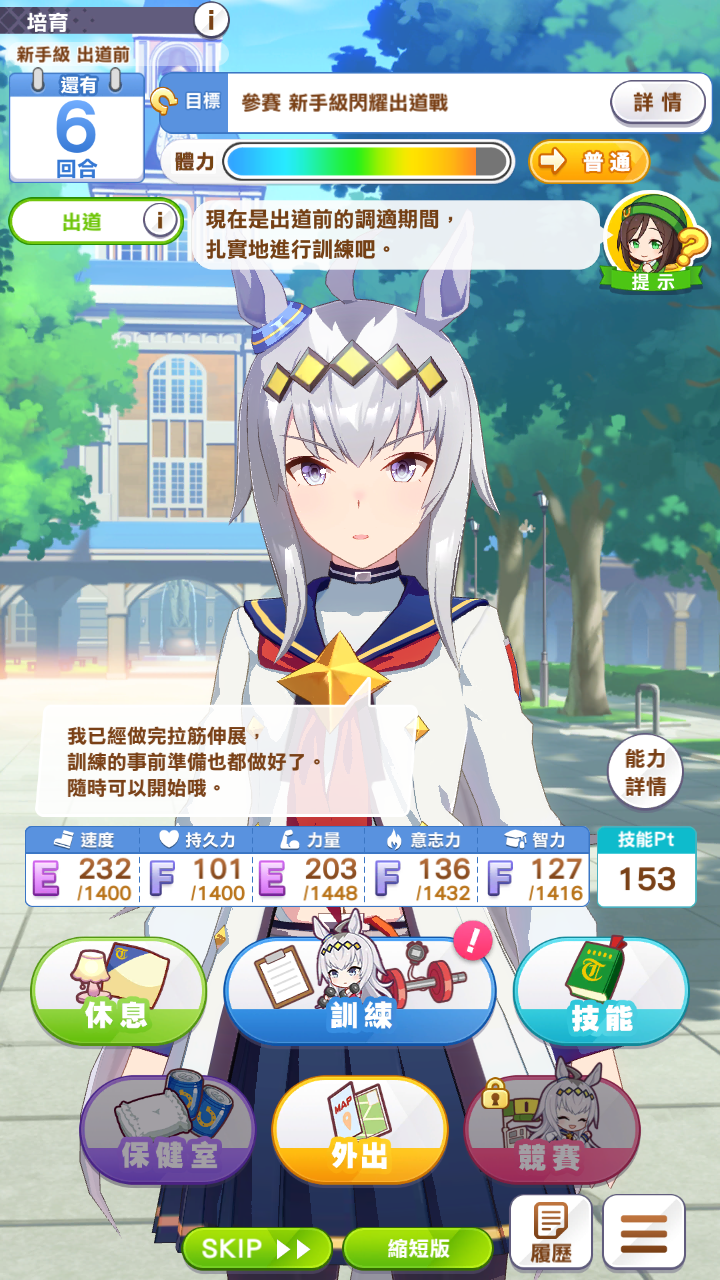 培育
i
新手級 出道前
還有
6
回合
目標
參賽 新手級閃耀出道戰
詳情
體力
普通
出道
i
現在是出道前的調適期間，
扎實地進行訓練吧。
提示
我已經做完拉筋伸展，
訓練的事前準備也都做好了。
隨時可以開始哦。
能力
詳情
速度 持久力 力量 意志力 智力 技能Pt
E 232 /1400
F 101 /1400
E 203 /1448
F 136 /1432
F 127 /1416
153
休息
訓練
技能
保健室
MAP
外出
競賽
SKIP
縮短版
履歷